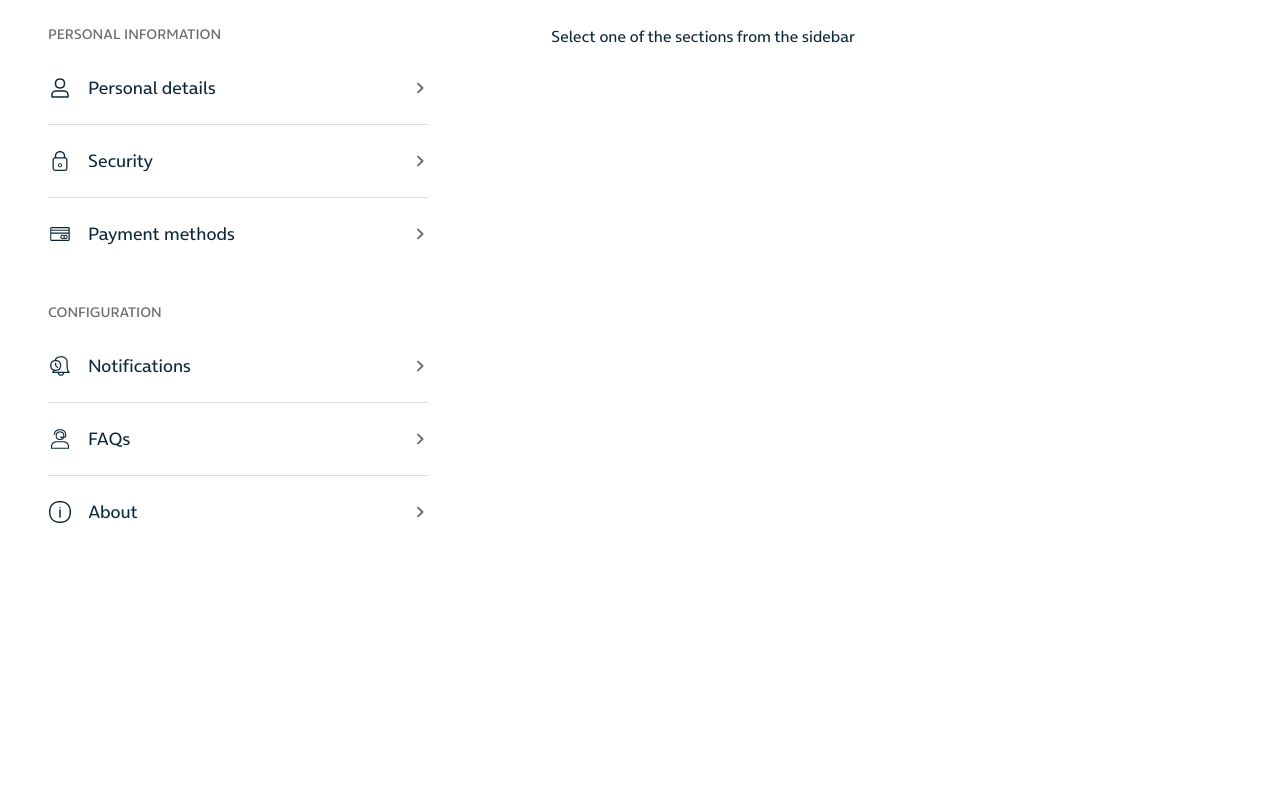 PERSONAL INFORMATION
Personal details
Security
Payment methods
CONFIGURATION
Notifications
FAQs
About
Select one of the sections from the sidebar